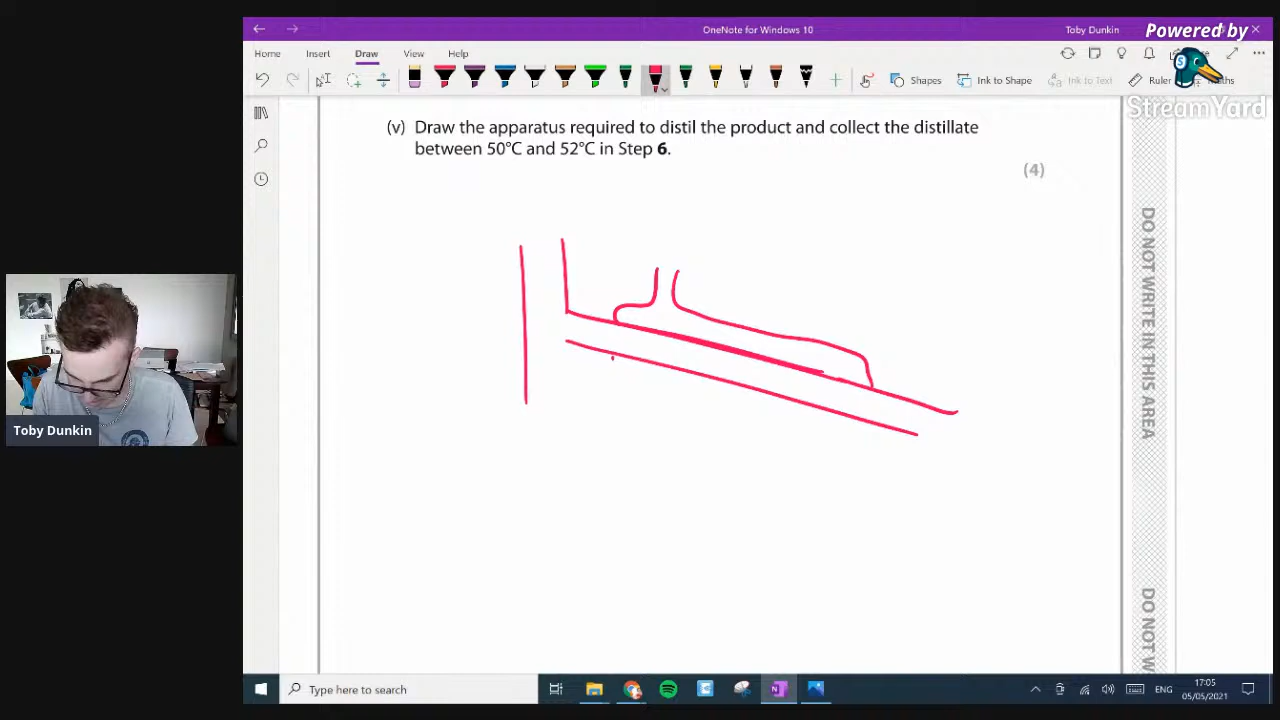 OneNote for Windows 10
Toby Dunkin
Powered by
StreamYard
Home Insert Draw View Help
Shapes Ink to Shape Ink to Text Ruler Maths
(v) Draw the apparatus required to distil the product and collect the distillate
between 50°C and 52°C in Step 6.
(4)
DO NOT WRITE IN THIS AREA
DO NOT W
Toby Dunkin
Type here to search
ENG
17:05
05/05/2021